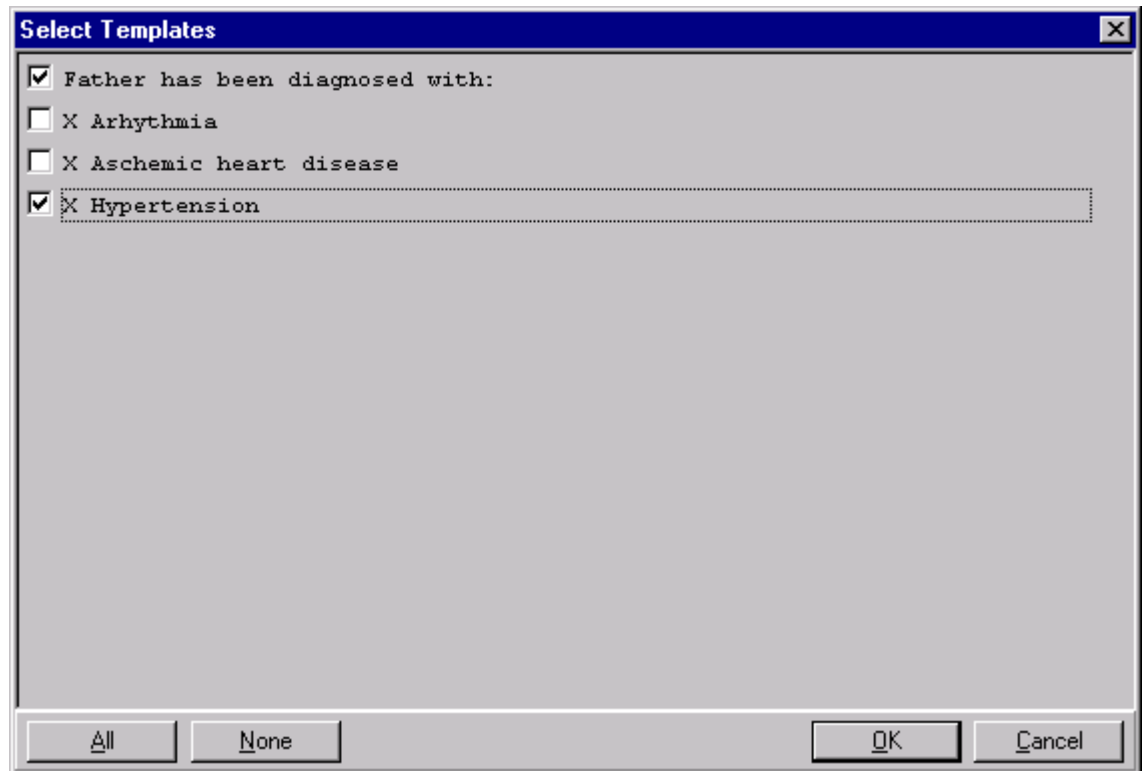 Select Templates
Father has been diagnosed with:
X Arhythmia
X Aschemic heart disease
X Hypertension
All None OK Cancel